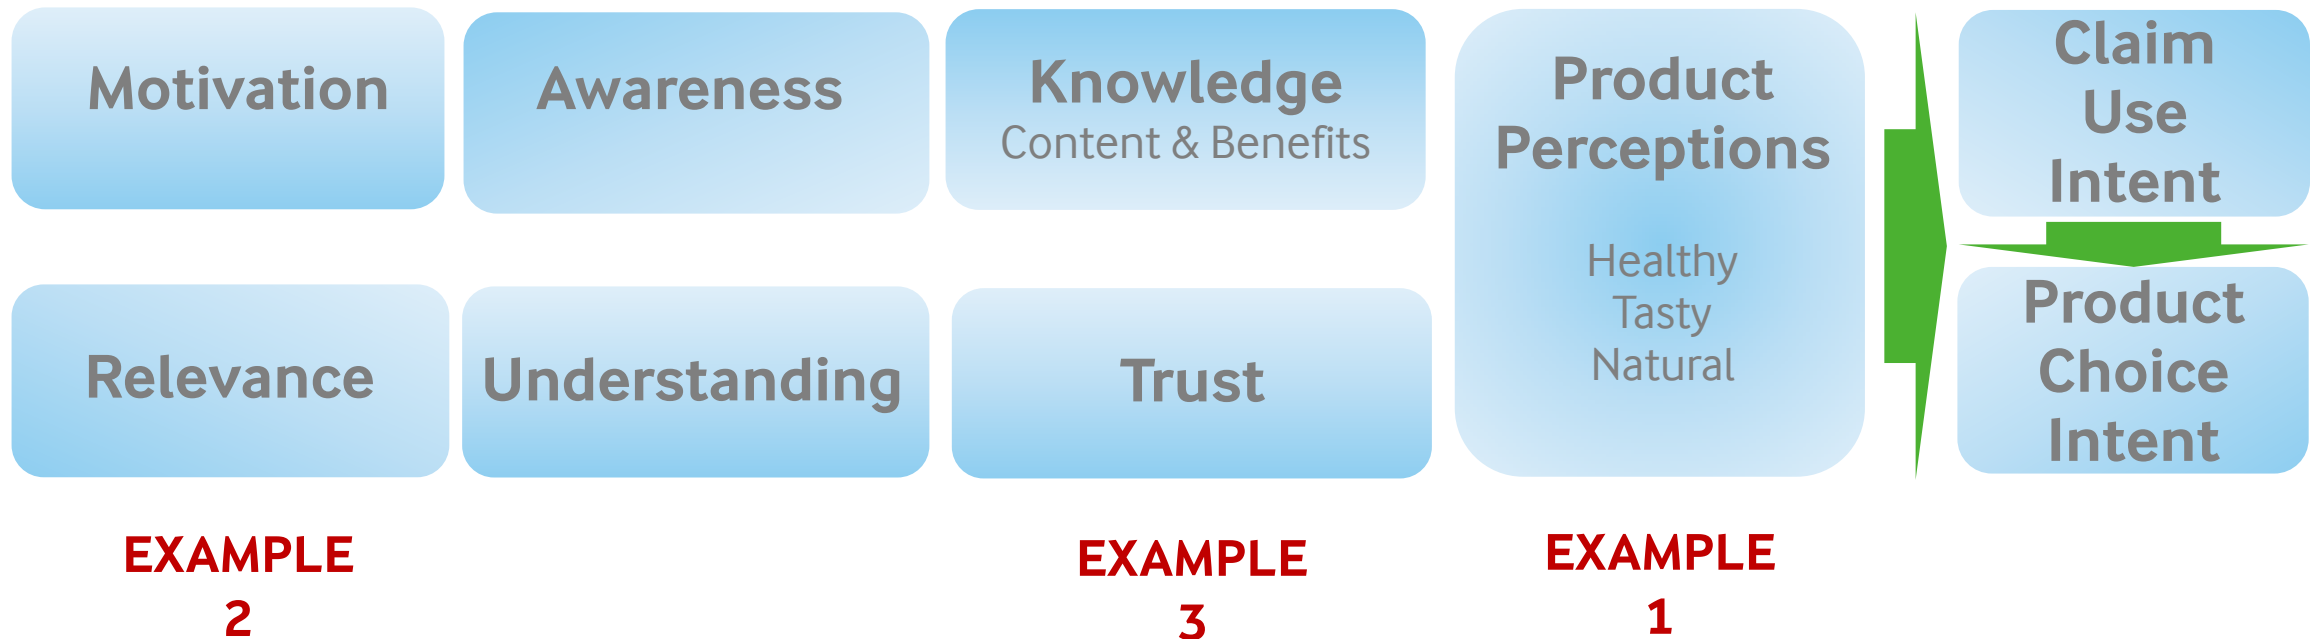 Motivation
Awareness
Knowledge
Content & Benefits
Relevance
Understanding
Trust
Product
Perceptions
Healthy
Tasty
Natural
Claim
Use
Intent
Product
Choice
Intent
EXAMPLE
2
EXAMPLE
3
EXAMPLE
1